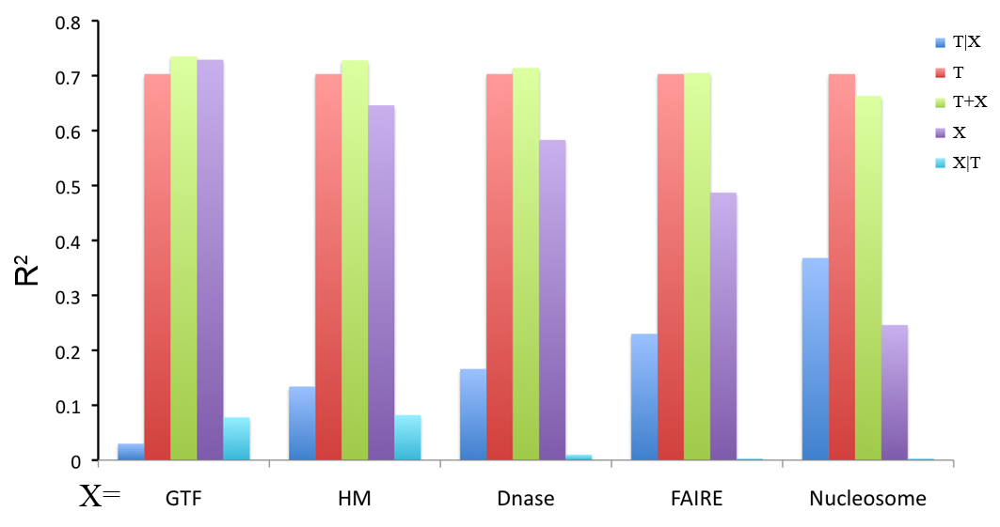 0.8
0.7
0.6
0.5
0.4
0.3
0.2
0.1
0
R²
X=
GTF
HM
Dnase
FAIRE
Nucleosome
T|X
T
T+X
X
X|T